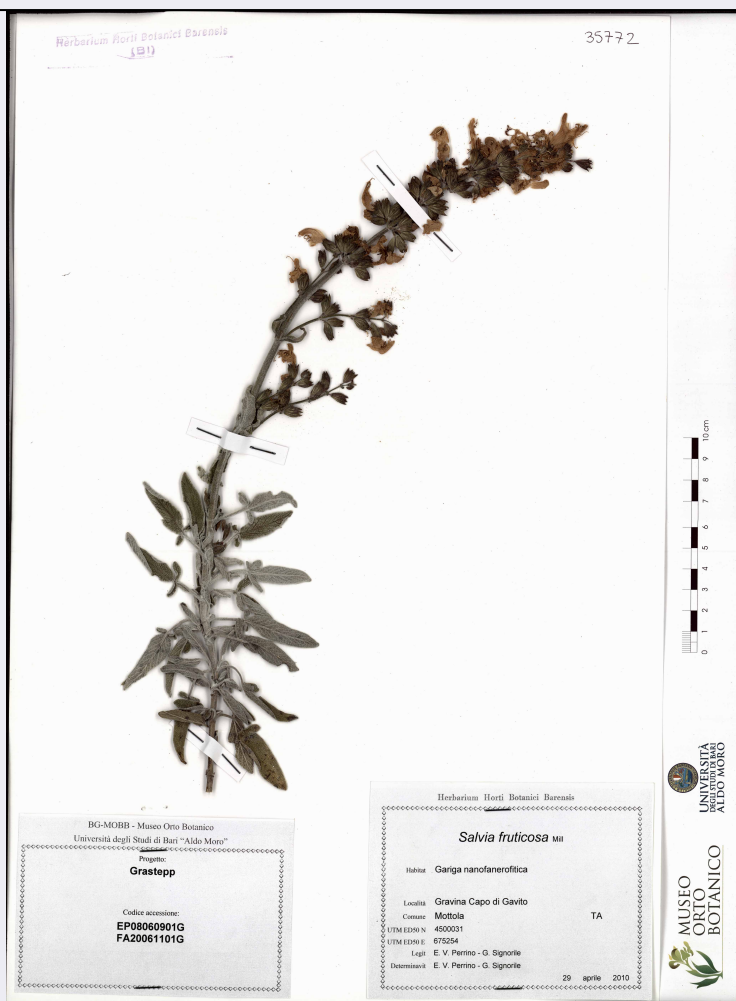 Herbarium Horti Botanici Barensis
(BI)
35772
10 cm
9
8
7
6
5
4
3
2
1
0
UNIVERSITÀ
DEGLI STUDI DI BARI
ALDO MORO
MUSEO
ORTO
BOTANICO
BG-MOBB - Museo Orto Botanico
Università degli Studi di Bari “Aldo Moro”
Progetto:
Grastepp
Codice accessione:
EP08060901G
FA20061101G
Herbarium Horti Botanici Barensis
Salvia fruticosa Mill
Habitat Gariga nanofanerofitica
Località Gravina Capo di Gavito
Comune Mottola TA
UTM ED50 N 4500031
UTM ED50 E 675254
Legit E. V. Perrino - G. Signorile
Determinavit E. V. Perrino - G. Signorile
29 aprile 2010